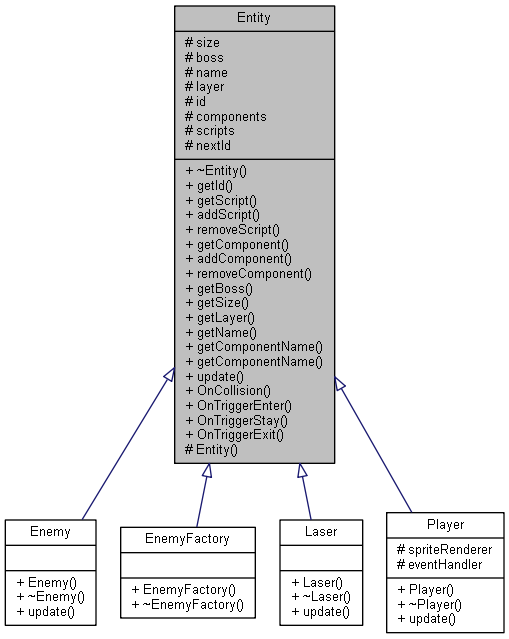 Entity
# size
# boss
# name
# layer
# id
# components
# scripts
# nextId
+ ~Entity()
+ getId()
+ getScript()
+ addScript()
+ removeScript()
+ getComponent()
+ addComponent()
+ removeComponent()
+ getBoss()
+ getSize()
+ getLayer()
+ getName()
+ getComponentName()
+ getComponentName()
+ update()
+ OnCollision()
+ OnTriggerEnter()
+ OnTriggerStay()
+ OnTriggerExit()
# Entity()
Enemy
+ Enemy()
+ ~Enemy()
+ update()
EnemyFactory
+ EnemyFactory()
+ ~EnemyFactory()
Laser
+ Laser()
+ ~Laser()
+ update()
Player
# spriteRenderer
# eventHandler
+ Player()
+ ~Player()
+ update()